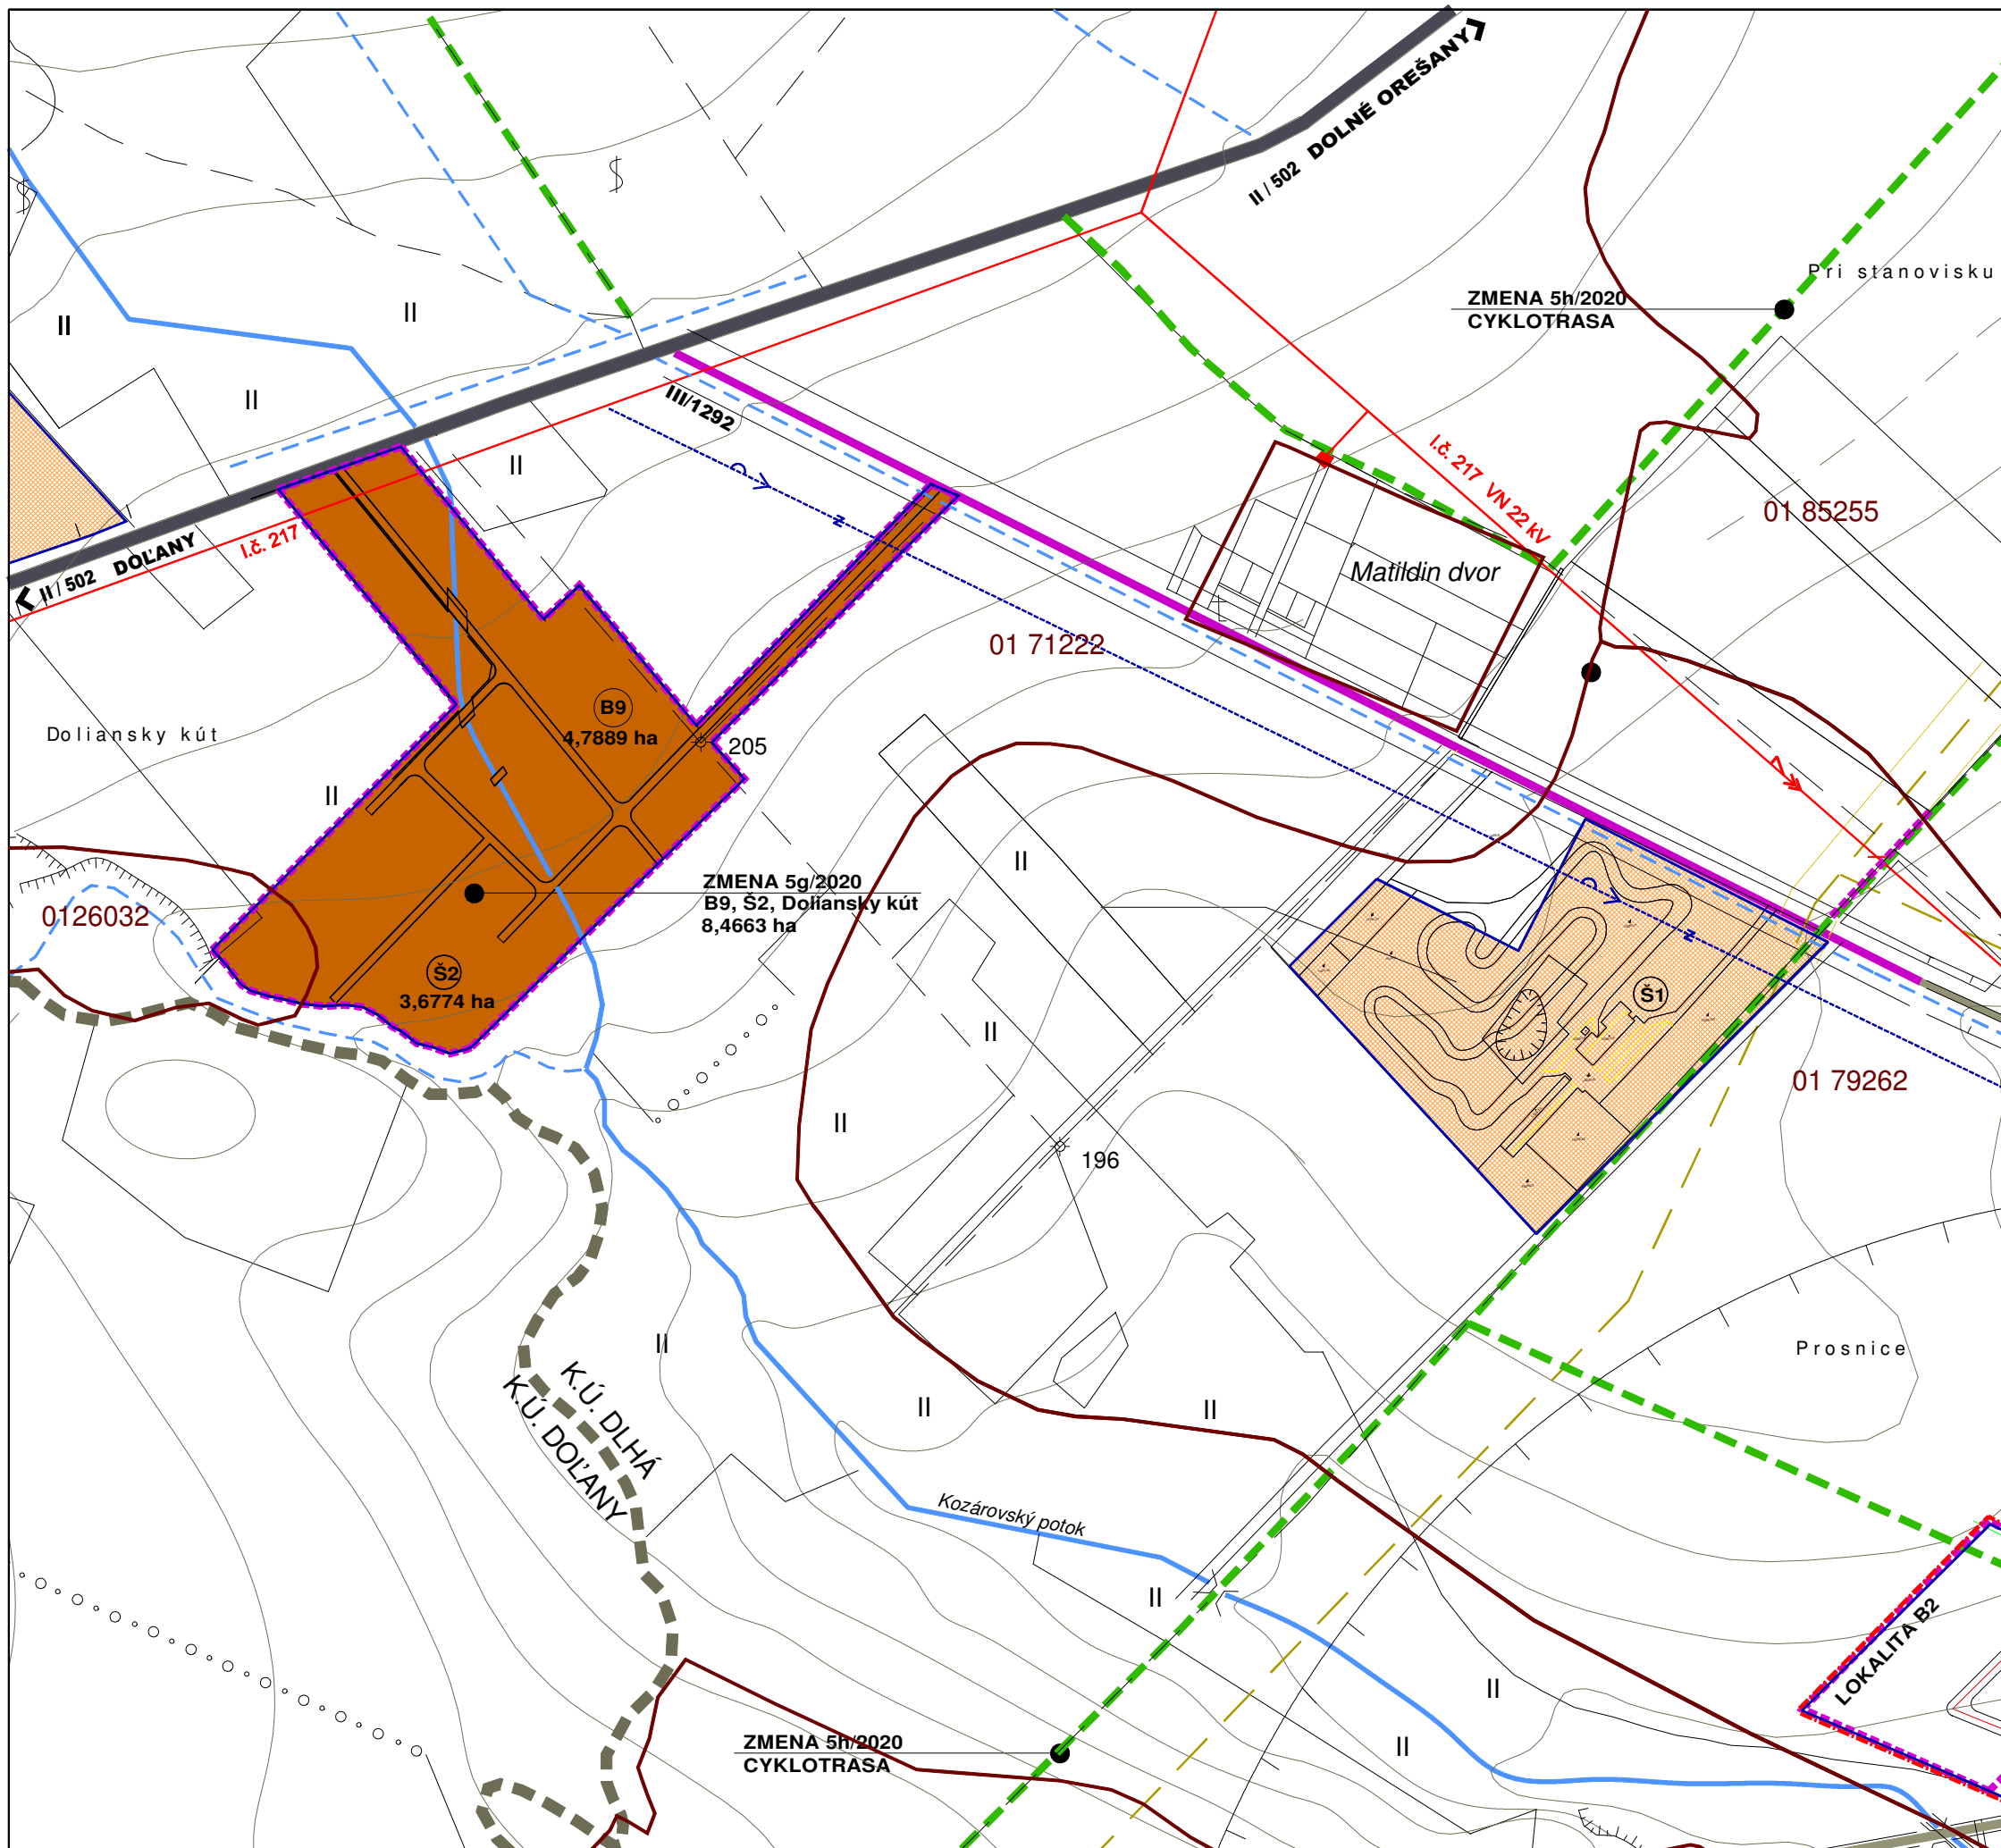 II / 502 DOLNÉ OREŠANY
Pri stanovisku
ZMENA 5h/2020
CYKLOTRASA
II
II
II
II
III/1292
l.č. 217 VN 22 kV
01 85255
II / 502 DOĽANY
l.č. 217
Matildin dvor
01 71222
B9
4,7889 ha
205
Doliansky kút
II
ZMENA 5g/2020
B9, Š2, Doliansky kút
8,4663 ha
0126032
Š2
3,6774 ha
II
II
II
Š1
01 79262
196
Prosnice
II
K.Ú. DLHÁ
K.Ú. DOĽANY
II
II
Kozárovský potok
II
LOKALITA B2
II
II
ZMENA 5h/2020
CYKLOTRASA